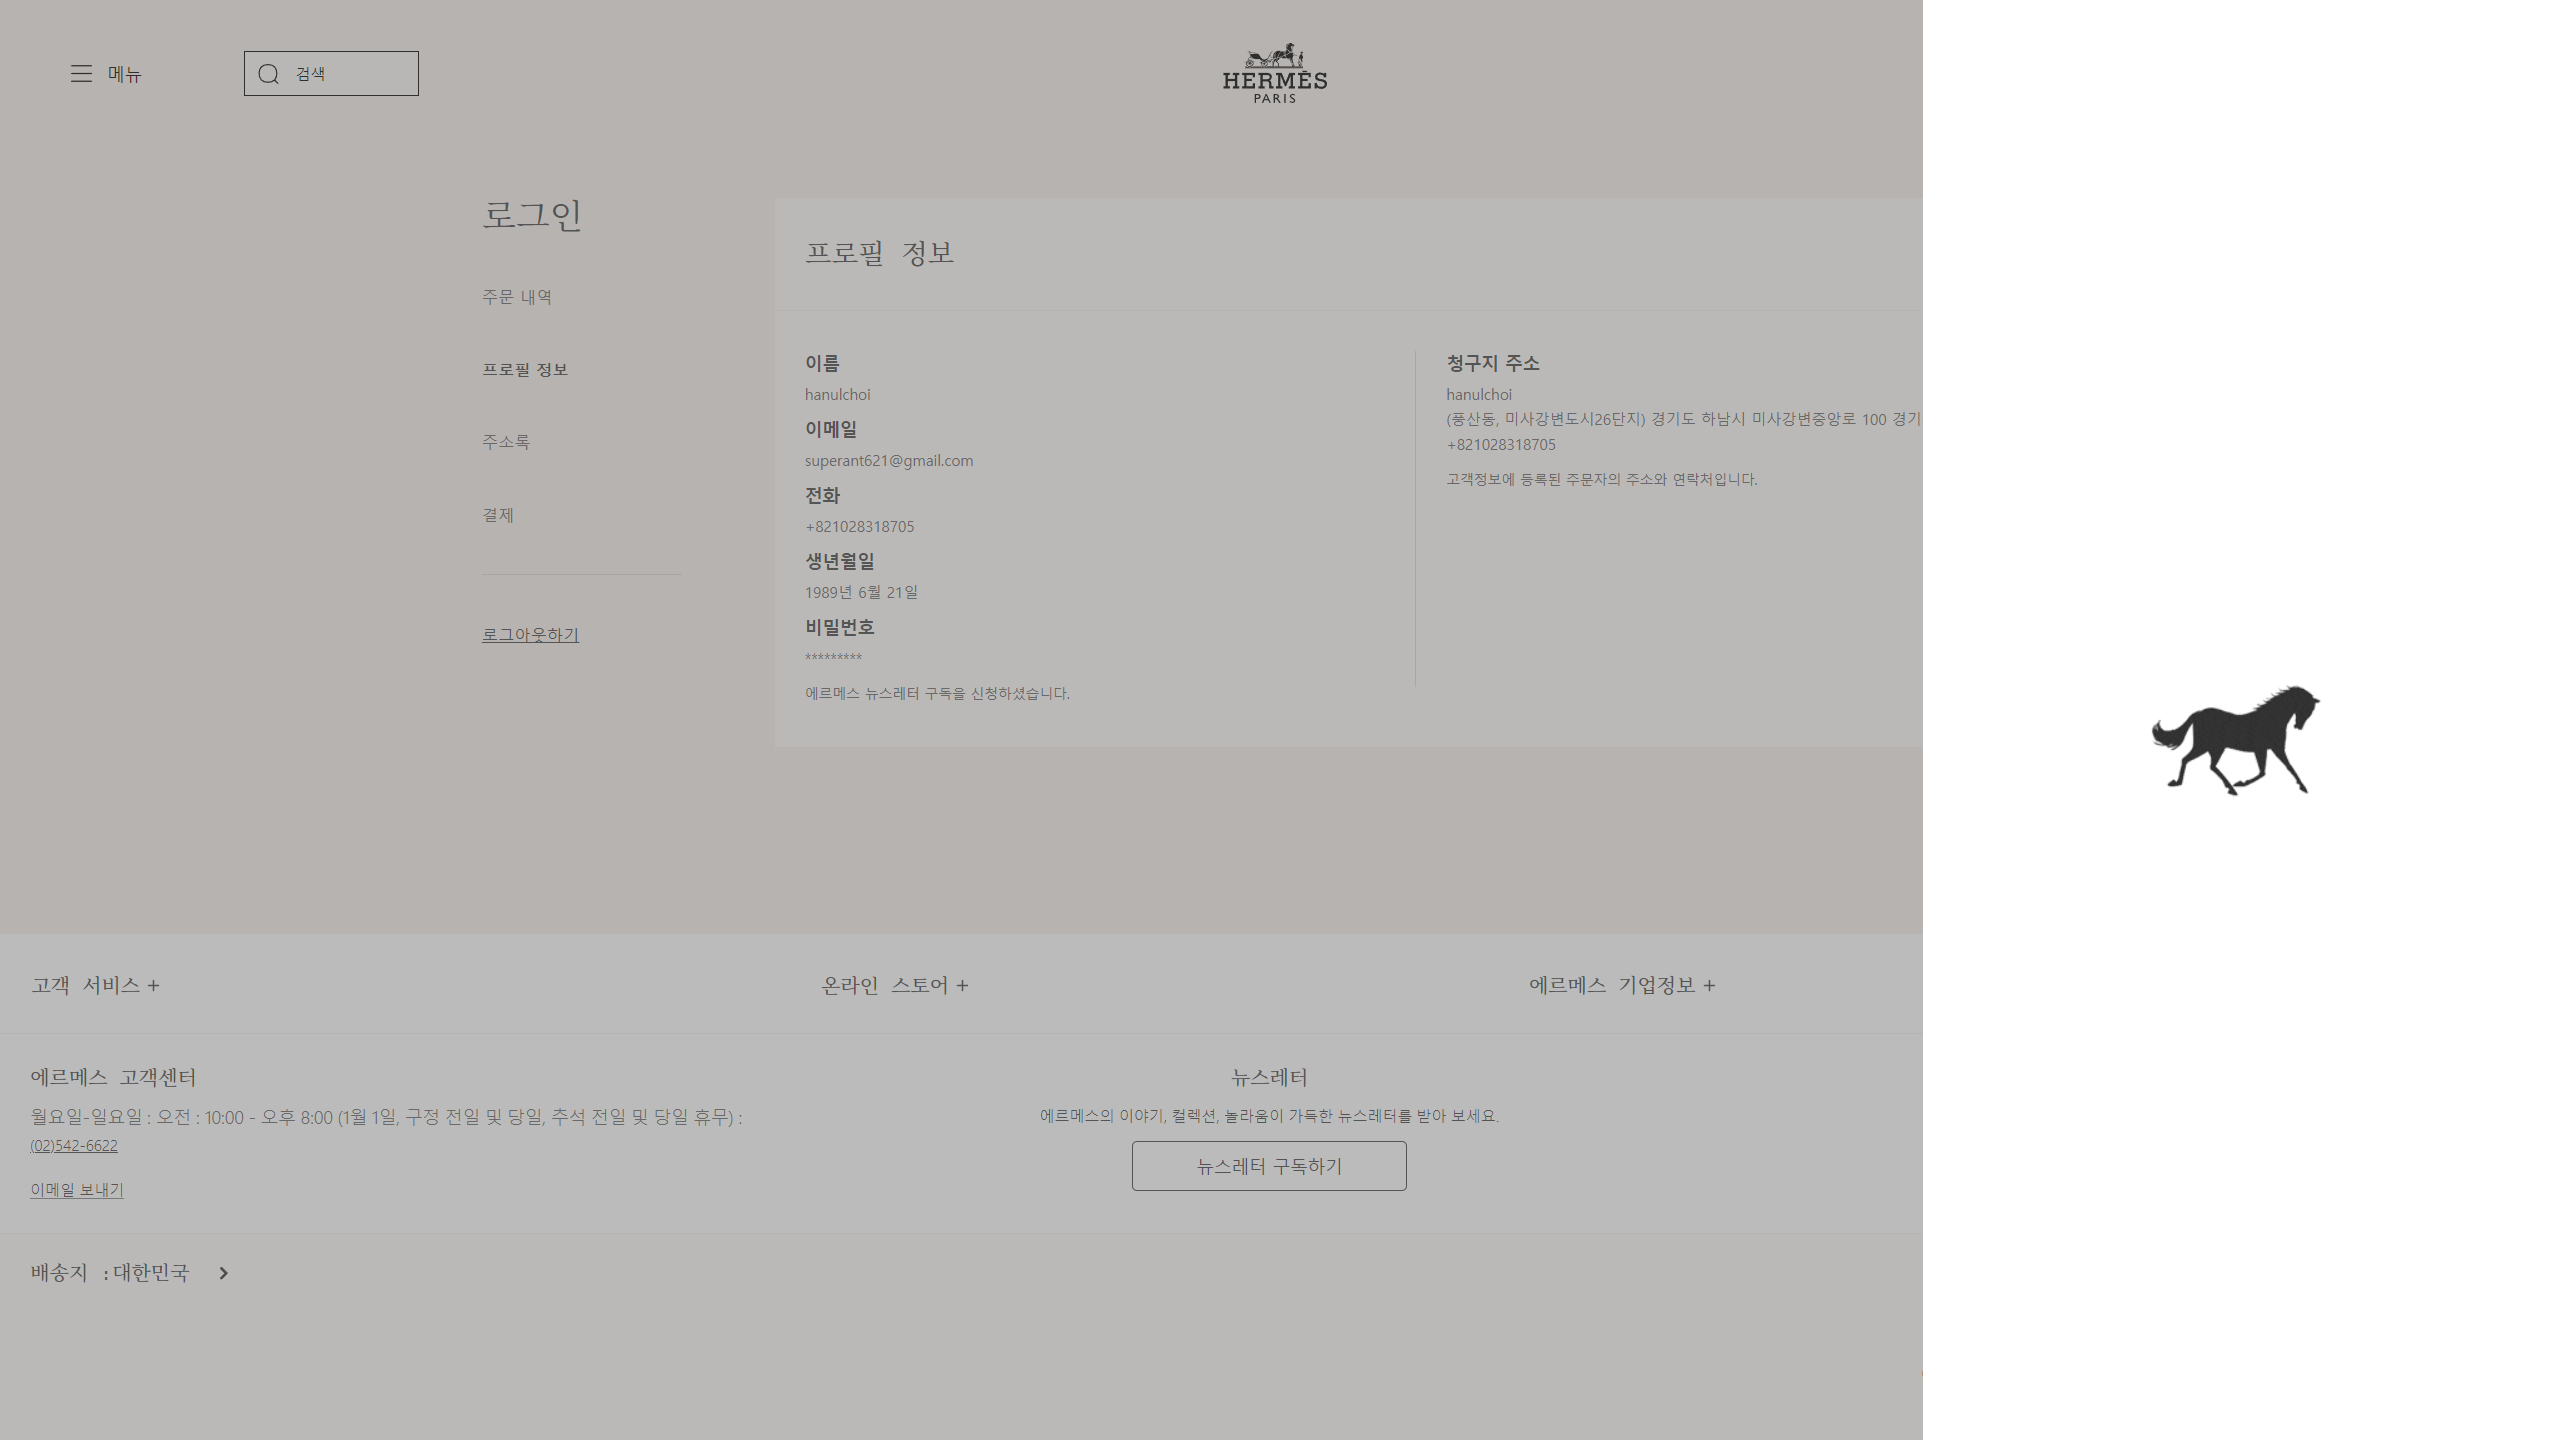 메뉴
검색
HERMÈS
PARIS
로그인
주문 내역
프로필 정보
주소록
결제
로그아웃하기
프로필 정보
이름
hanulchoi
이메일
superant621@gmail.com
전화
+821028318705
생년월일
1989년 6월 21일
비밀번호
*********
에르메스 뉴스레터 구독을 신청하셨습니다.
청구지 주소
hanulchoi
(풍산동, 미사강변도시26단지) 경기도 하남시 미사강변중앙로 100 경기
+821028318705
고객정보에 등록된 주문자의 주소와 연락처입니다.
고객 서비스 +
온라인 스토어 +
에르메스 기업정보 +
에르메스 고객센터
월요일-일요일 : 오전 : 10:00 - 오후 8:00 (1월 1일, 구정 전일 및 당일, 추석 전일 및 당일 휴무) :
(02)542-6622
이메일 보내기
뉴스레터
에르메스의 이야기, 컬렉션, 놀라움이 가득한 뉴스레터를 받아 보세요.
뉴스레터 구독하기
배송지 :대한민국